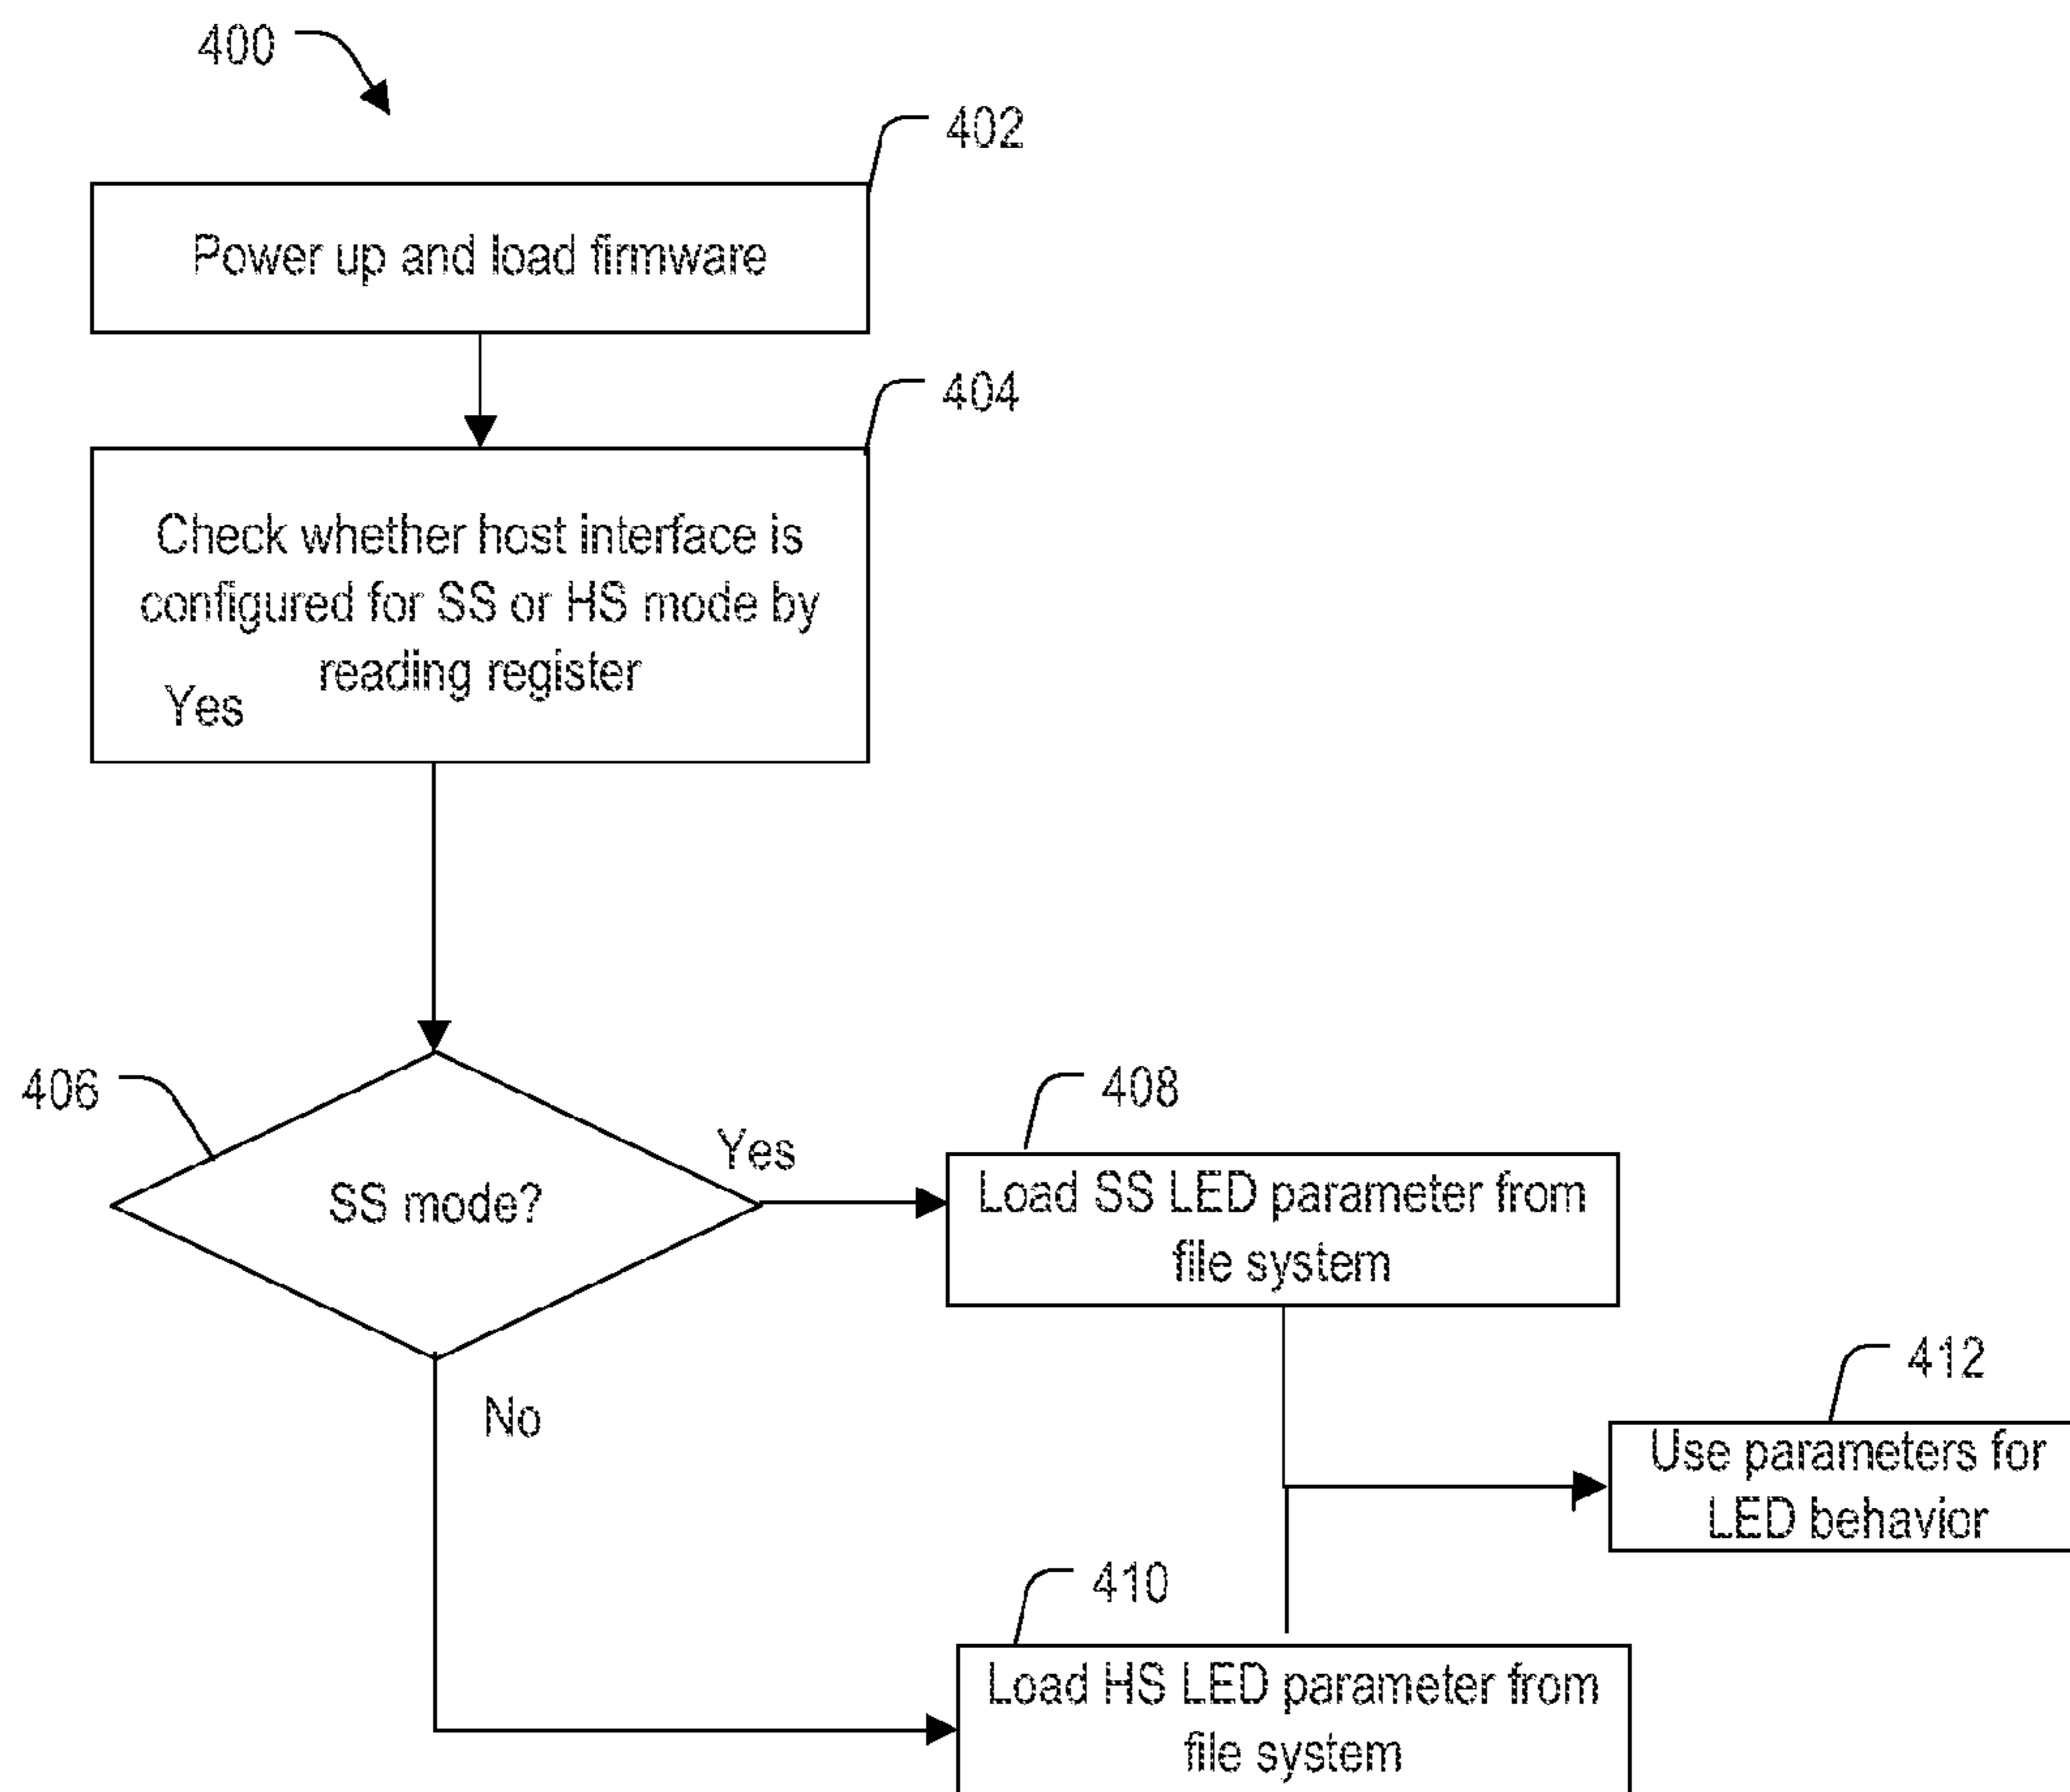 400
402
Power up and load firmware
404
Check whether host interface is
configured for SS or HS mode by
reading register
Yes
406
SS mode?
Yes
408
Load SS LED parameter from
file system
No
412
Use parameters for
LED behavior
410
Load HS LED parameter from
file system